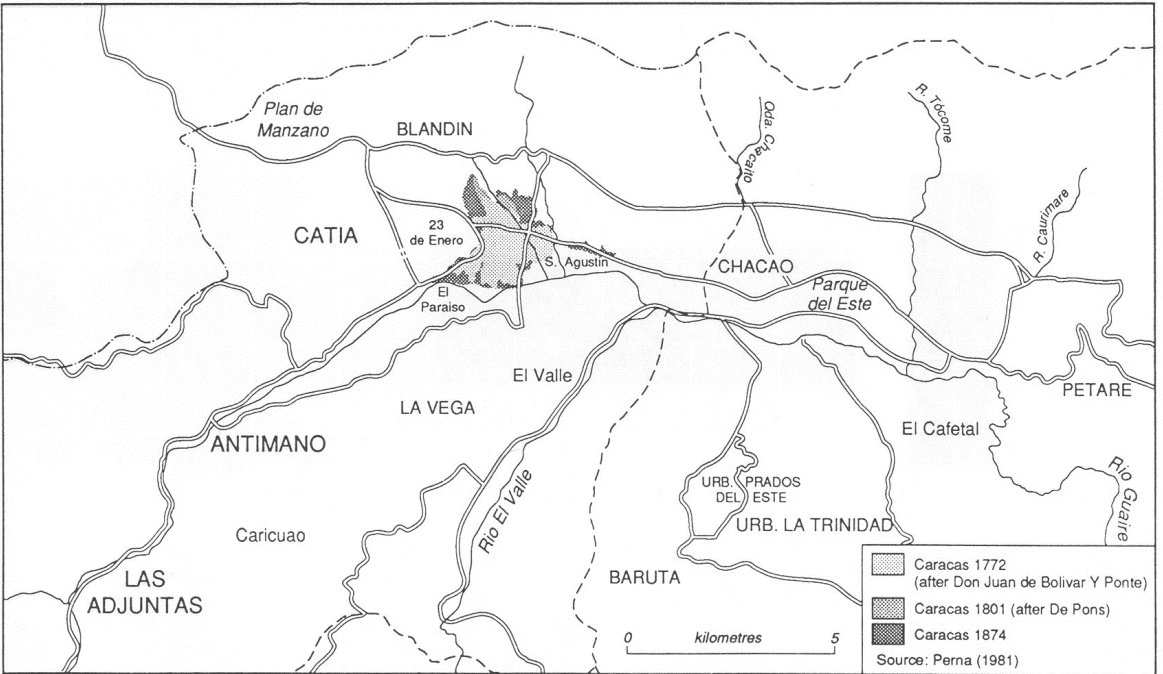 Plan de
Manzano
BLANDIN
Qda. Chacaito
R. Tócome
R. Caurimare
CATIA
23
de Enero
S. Agustin
CHACAO
El
Paraiso
Parque
del Este
El Valle
LA VEGA
PETARE
ANTIMANO
El Cafetal
Rio El Valle
URB. PRADOS
DEL ESTE
URB. LA TRINIDAD
Rio Guaire
Caricuao
LAS
ADJUNTAS
BARUTA
0 kilometres 5
Caracas 1772
(after Don Juan de Bolivar Y Ponte)
Caracas 1801 (after De Pons)
Caracas 1874
Source: Perna (1981)